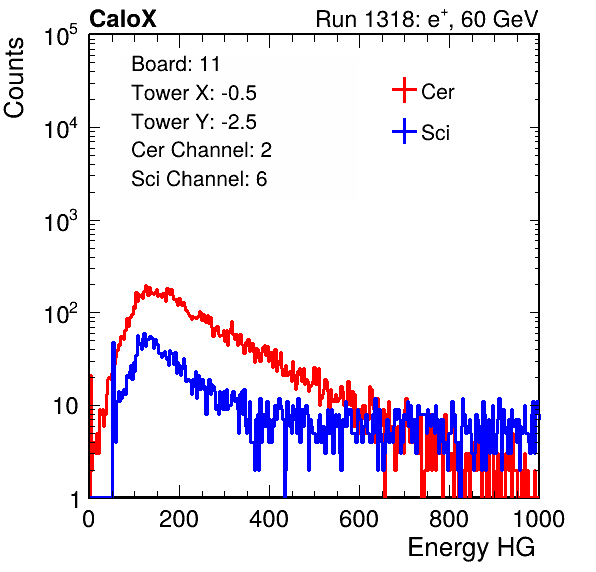 CaloX Run 1318: e⁺, 60 GeV
Counts
Board: 11
Tower X: -0.5
Tower Y: -2.5
Cer Channel: 2
Sci Channel: 6
Cer
Sci
10⁵
10⁴
10³
10²
10
1
0 200 400 600 800 1000
Energy HG